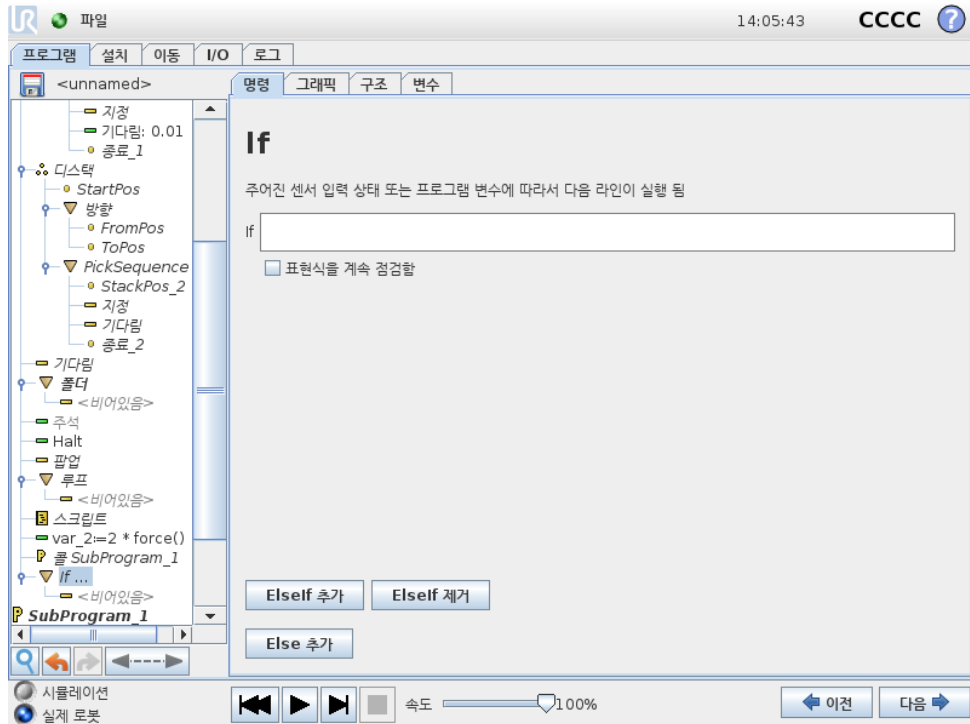 UR 파일 14:05:43 CCCC ?
프로그램 설치 이동 I/O 로그
<unnamed> 명령 그래픽 구조 변수
지정
기다림: 0.01
종료_1
디스택
StartPos
방향
FromPos
ToPos
PickSequence
StackPos_2
지정
기다림
종료_2
기다림
폴더
<비어있음>
주석
Halt
팝업
루프
<비어있음>
스크립트
var_2:=2 * force()
콜 SubProgram_1
If ...
<비어있음>
SubProgram_1
If
주어진 센서 입력 상태 또는 프로그램 변수에 따라서 다음 라인이 실행 됨
If
표현식을 계속 점검함
ElseIf 추가 ElseIf 제거
Else 추가
시뮬레이션
실제 로봇
속도 100%
이전 다음